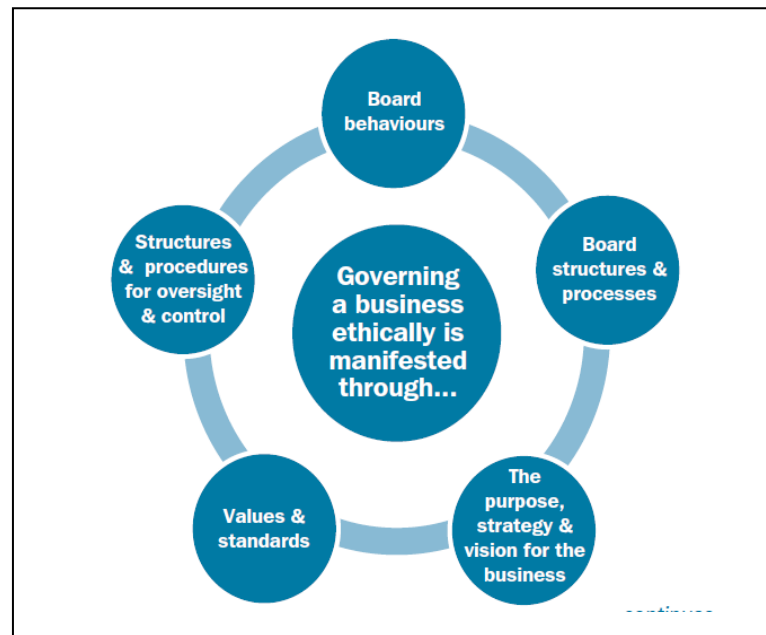 Board
behaviours
Board
structures &
processes
The
purpose,
strategy &
vision for the
business
Values &
standards
Structures
& procedures
for oversight
& control
Governing
a business
ethically is
manifested
through...